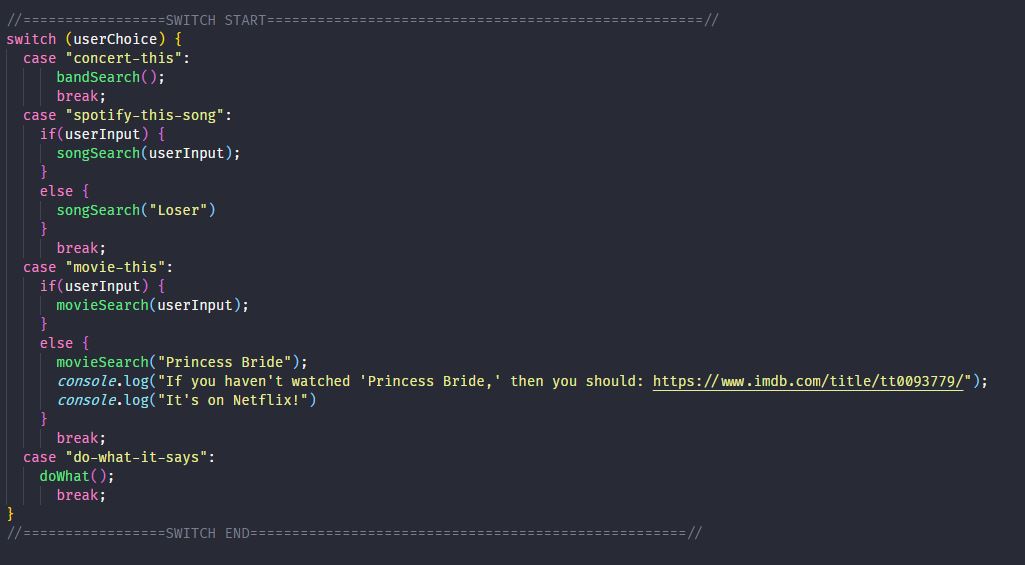 //=================SWITCH START====================================================//
switch (userChoice) {
  case "concert-this":
      bandSearch();
      break;
  case "spotify-this-song":
    if(userInput) {
      songSearch(userInput);
    }
    else {
      songSearch("Loser")
    }
      break;
  case "movie-this":
    if(userInput) {
      movieSearch(userInput);
    }
    else {
      movieSearch("Princess Bride");
      console.log("If you haven't watched 'Princess Bride,' then you should: https://www.imdb.com/title/tt0093779/");
      console.log("It's on Netflix!")
    }
      break;
  case "do-what-it-says":
    doWhat();
      break;
}
//=================SWITCH END====================================================//